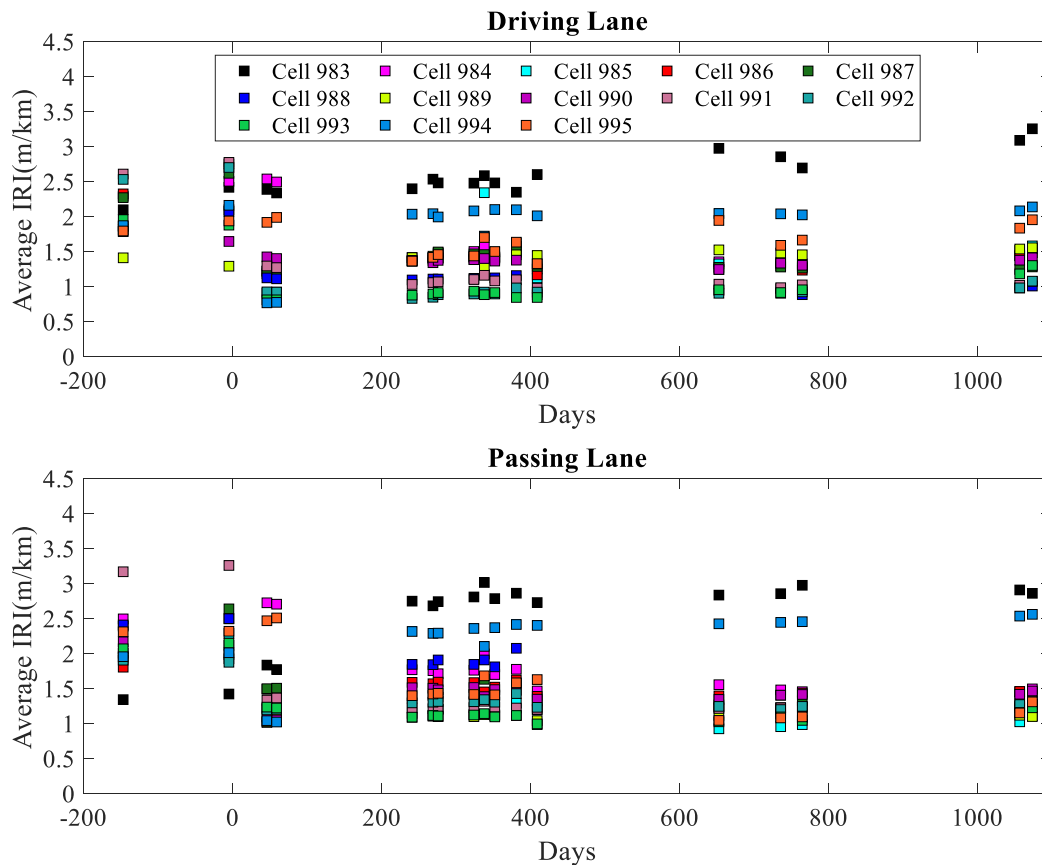 Driving Lane
4.5
4
3.5
3
2.5
2
1.5
1
0.5
0
Average IRI(m/km)
Cell 983 Cell 984 Cell 985 Cell 986 Cell 987
Cell 988 Cell 989 Cell 990 Cell 991 Cell 992
Cell 993 Cell 994 Cell 995
-200 0 200 400 600 800 1000
Days
Passing Lane
4.5
4
3.5
3
2.5
2
1.5
1
0.5
0
Average IRI(m/km)
-200 0 200 400 600 800 1000
Days